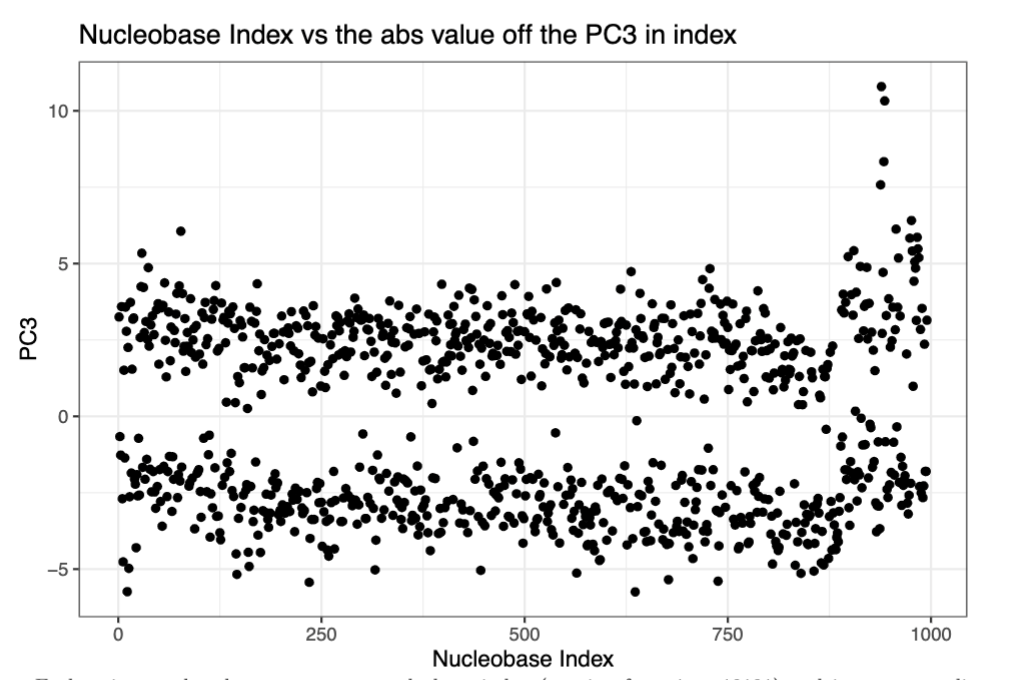 Nucleobase Index vs the abs value off the PC3 in index
10
5
0
−5
PC3
0 250 500 750 1000
Nucleobase Index